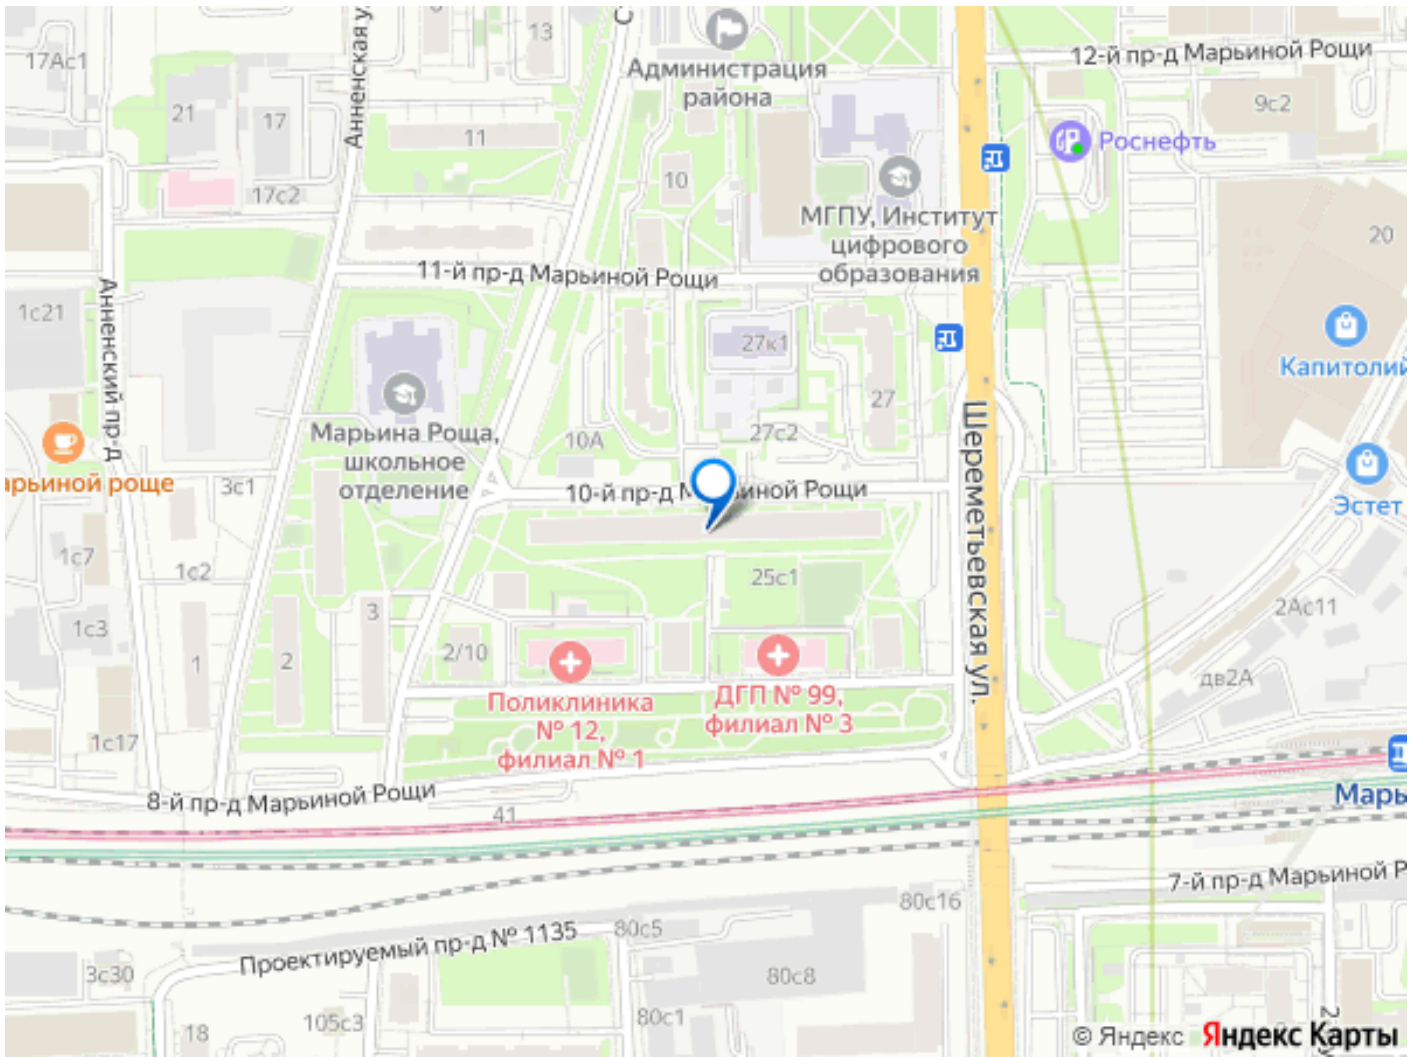 Анненская ул.
13
С
Администрация
района
12-й пр-д Марьиной Рощи
17Ас1
21
17
11
9с2
Роснефть
10
17с2
МГПУ, Институт
цифрового
образования
20
11-й пр-д Марьиной Рощи
1с21
Анненский пр-д
27к1
Капитолий
27
Марьина Роща,
школьное
отделение
10А
27с2
Шереметьевская ул.
арьиной роще
3с1
10-й пр-д М
иной Рощи
Эстет
1с7
1с2
25с1
2Ас11
1с3
3
1
2
2/10
дв2А
Поликлиника
№ 12,
филиал № 1
ДГП № 99,
филиал № 3
1с17
8-й пр-д Марьиной Рощи
41
Марь
7-й пр-д Марьиной Р
80с16
Проектируемый пр-д № 1135
80с5
3с30
80с8
18
105с3
80с1
© Яндекс Яндекс Карты